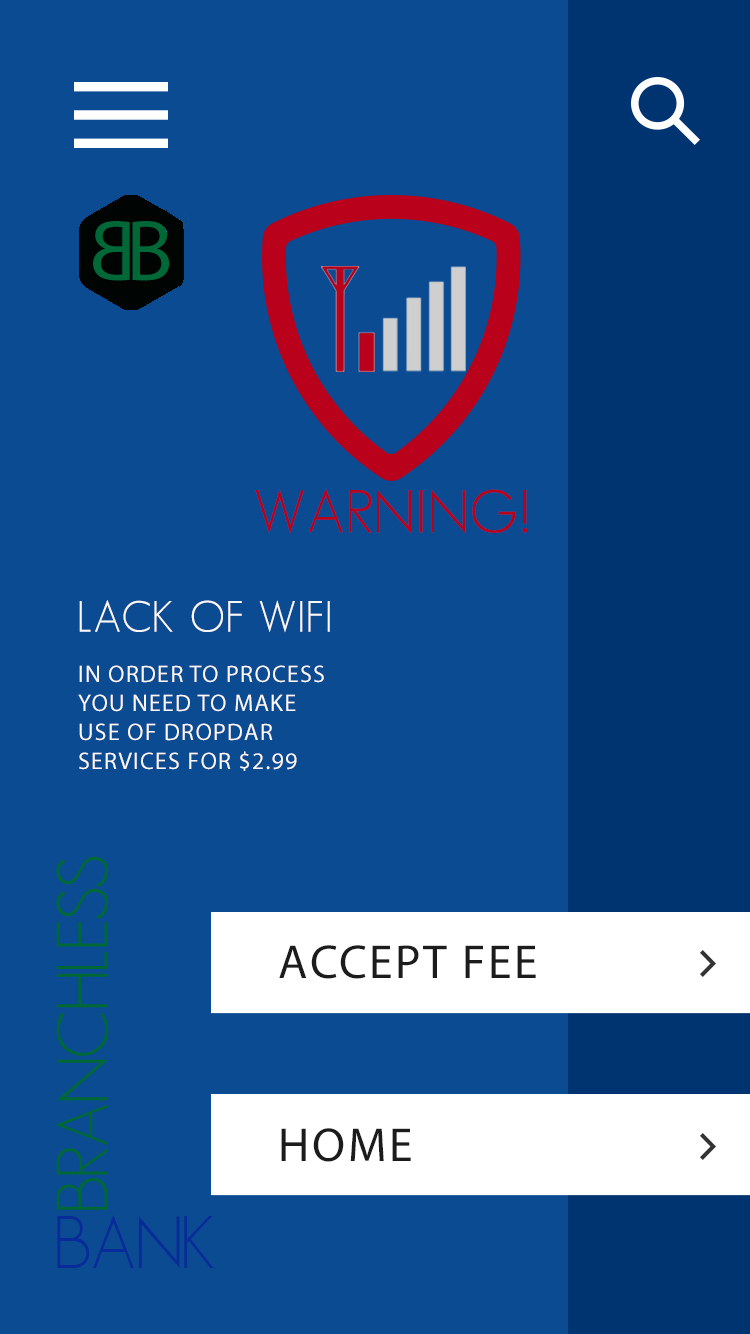 BB
WARNING!
LACK OF WIFI
IN ORDER TO PROCESS
YOU NEED TO MAKE
USE OF DROPDAR
SERVICES FOR $2.99
ACCEPT FEE
HOME
BRANCHLESS
BANK